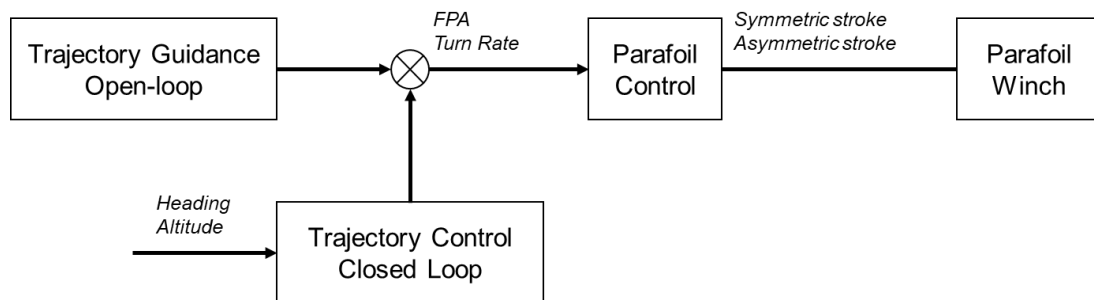 Trajectory Guidance
Open-loop
FPA
Turn Rate
Parafoil
Control
Symmetric stroke
Asymmetric stroke
Parafoil
Winch
Heading
Altitude
Trajectory Control
Closed Loop